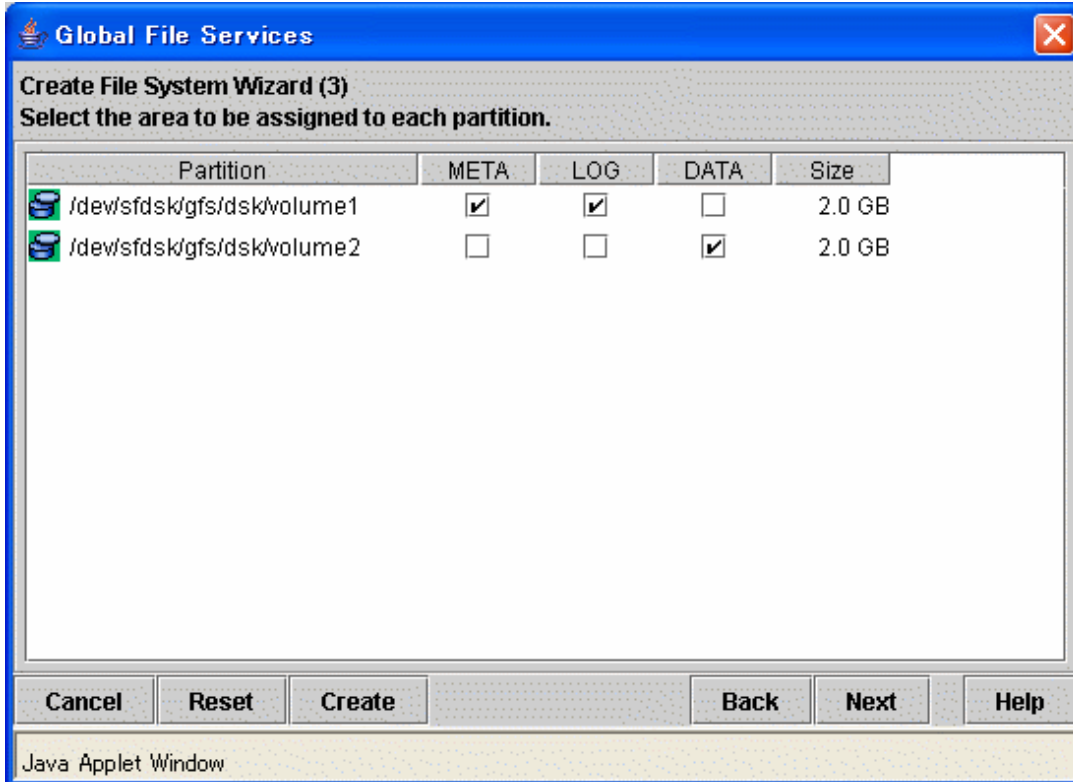 Global File Services
Create File System Wizard (3)
Select the area to be assigned to each partition.
Partition META LOG DATA Size
/dev/sfdsk/gfs/dsk/volume1 2.0 GB
/dev/sfdsk/gfs/dsk/volume2 2.0 GB
Cancel Reset Create Back Next Help
Java Applet Window